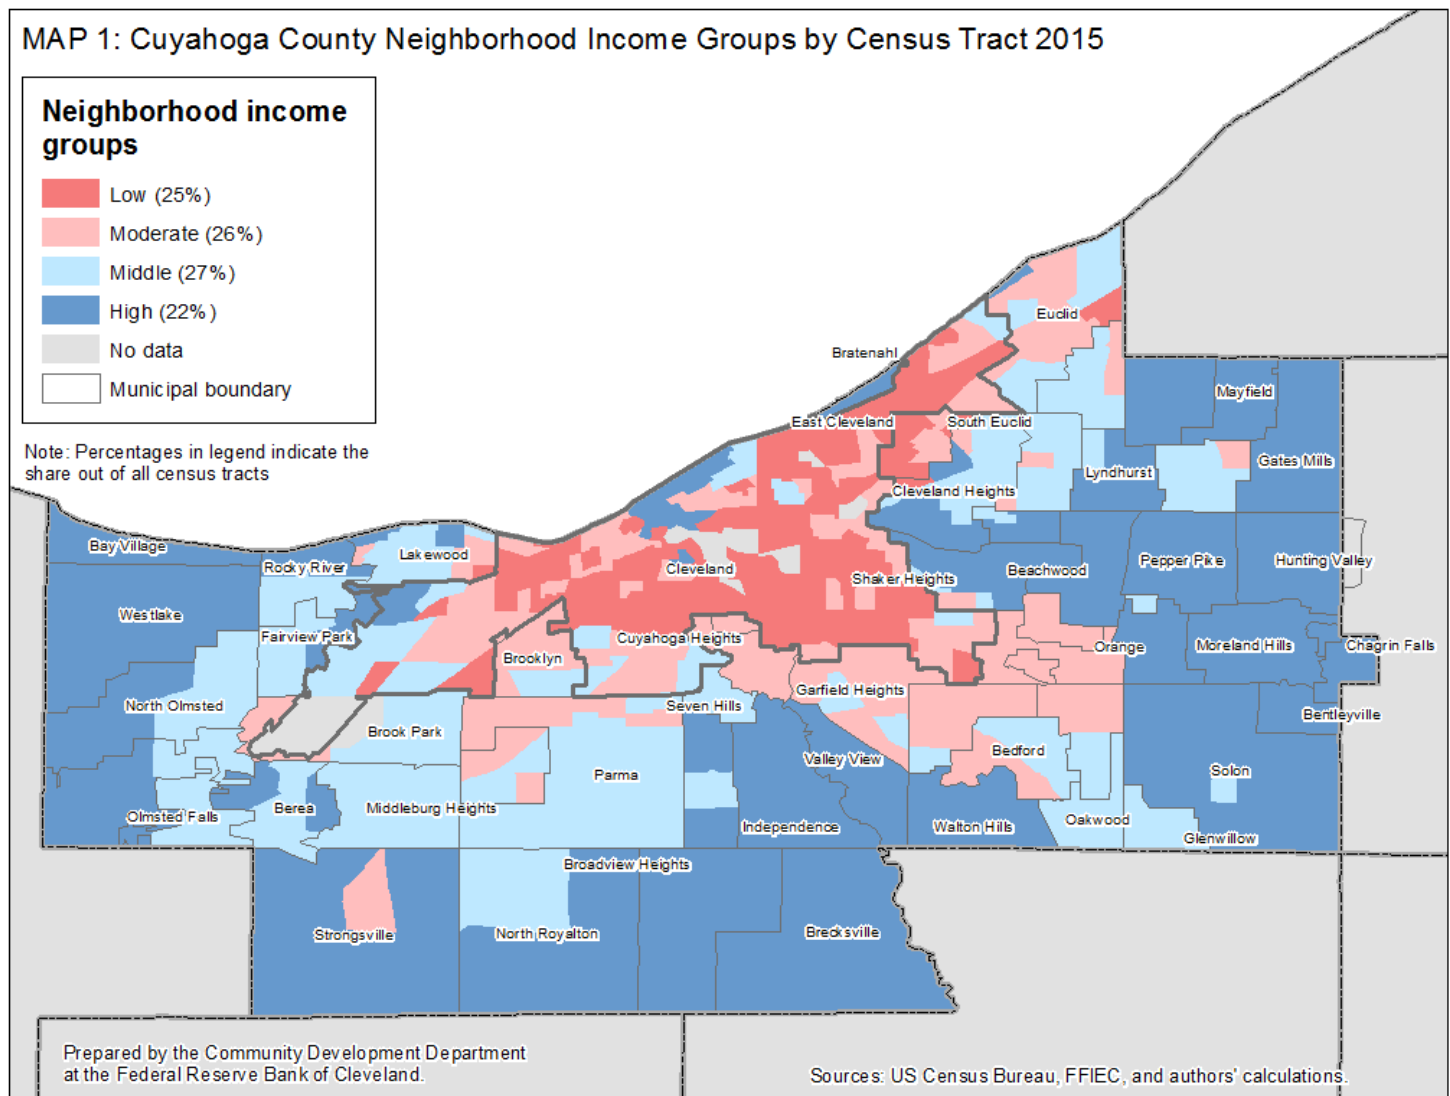 MAP 1: Cuyahoga County Neighborhood Income Groups by Census Tract 2015
Neighborhood income
groups
Low (25%)
Moderate (26%)
Middle (27%)
High (22%)
No data
Municipal boundary
Note: Percentages in legend indicate the
share out of all census tracts
Euclid
Bratenahl
Mayfield
East Cleveland
South Euclid
Gates Mills
Lyndhurst
Cleveland Heights
Bay Village
Lakewood
Rocky River
Cleveland
Shaker Heights
Beachwood
Pepper Pike
Hunting Valley
Westlake
Fairview Park
Cuyahoga Heights
Brooklyn
Orange
Moreland Hills
Chagrin Falls
Garfield Heights
North Olmsted
Seven Hills
Bentleyville
Brook Park
Bedford
Valley View
Parma
Solon
Middleburg Heights
Berea
Olmsted Falls
Independence
Walton Hills
Oakwood
Glenwillow
Broadview Heights
Strongsville
North Royalton
Brecksville
Prepared by the Community Development Department
at the Federal Reserve Bank of Cleveland.
Sources: US Census Bureau, FFIEC, and authors' calculations.